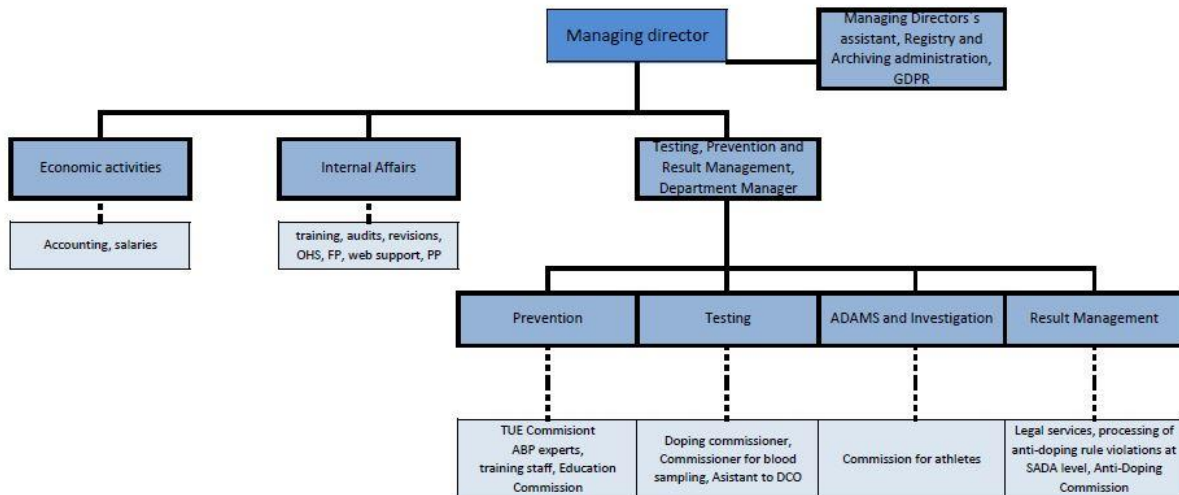 Managing director
Managing Directors´s
assistant, Registry and
Archiving administration,
GDPR
Economic activities
Internal Affairs
Testing, Prevention and
Result Management,
Department Manager
Accounting, salaries
training, audits, revisions,
OHS, FP, web support, PP
Prevention
Testing
ADAMS and Investigation
Result Management
TUE Commisiont
ABP experts,
training staff, Education
Commission
Doping commissioner,
Commissioner for blood
sampling, Asistant to DCO
Commission for athletes
Legal services, processing of
anti-doping rule violations at
SADA level, Anti-Doping
Commission